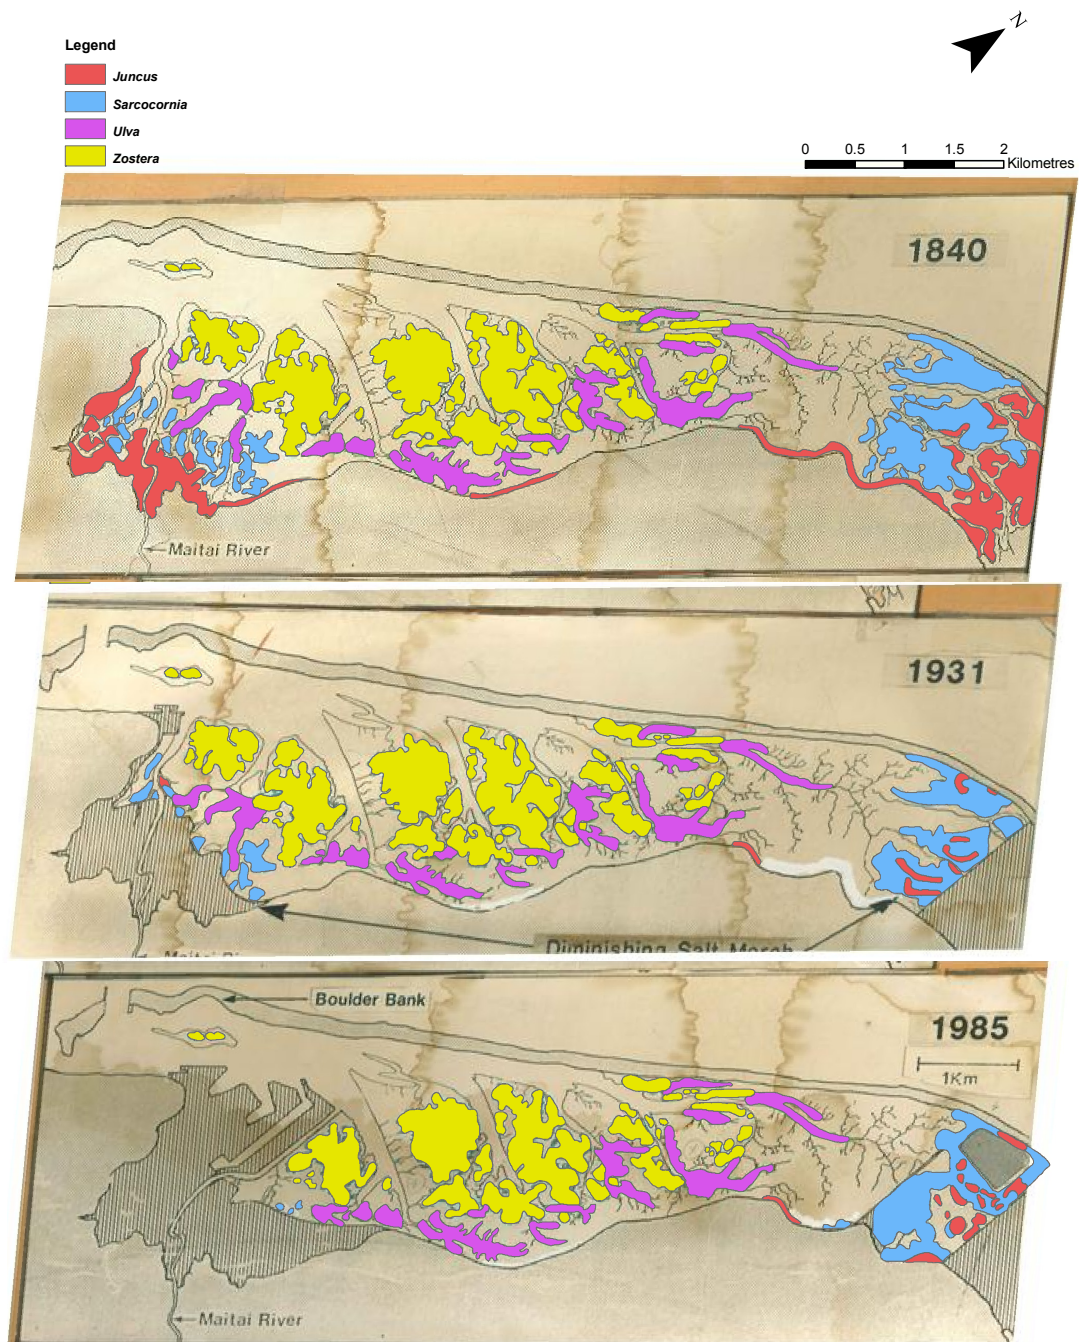 N
Legend
Juncus
Sarcocornia
Ulva
Zostera
0 0.5 1 1.5 2
Kilometres
1840
Maitai River
1931
Diminishing Salt Marsh
1985
Boulder Bank
1Km
Maitai River